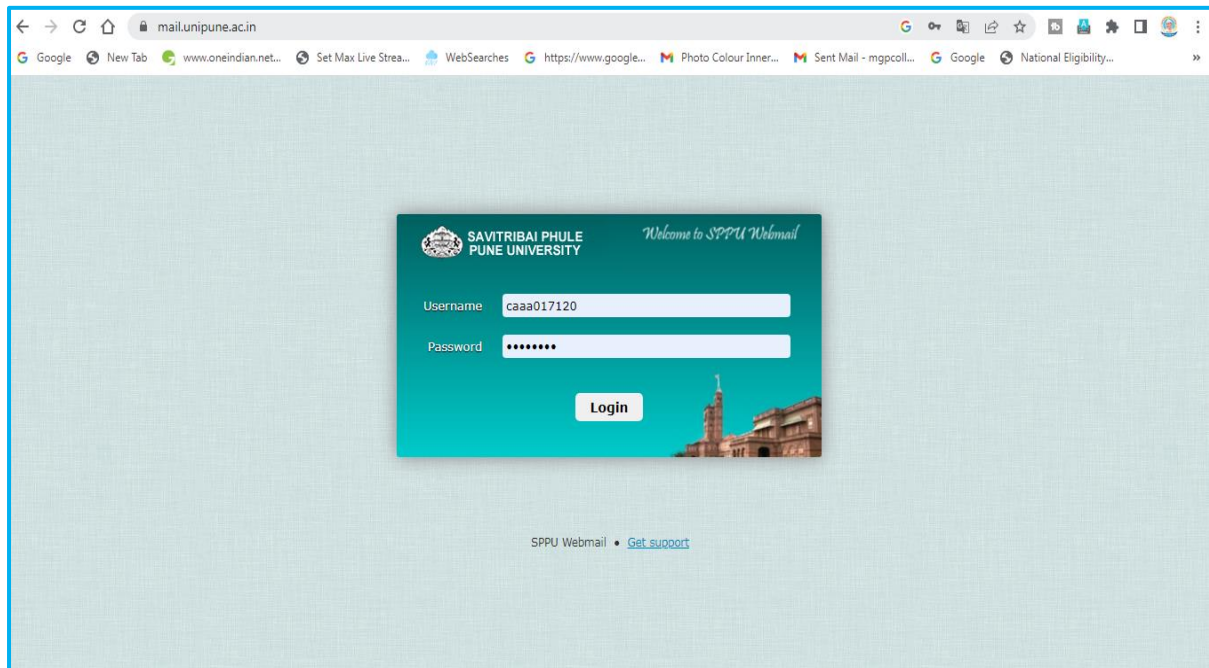 mail.unipune.ac.in
Google New Tab www.oneindian.net... Set Max Live Strea... WebSearches https://www.google... Photo Colour Inner... Sent Mail - mgpcoll... Google National Eligibility... »
SAVITRIBAI PHULE
PUNE UNIVERSITY
Welcome to SPPU Webmail
Username caaa017120
Password ••••••••
Login
SPPU Webmail • Get support